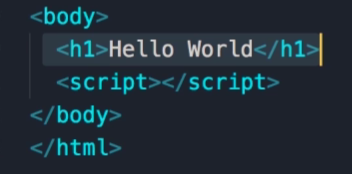 <body>
<h1>Hello World</h1>
<script></script>
</body>
</html>